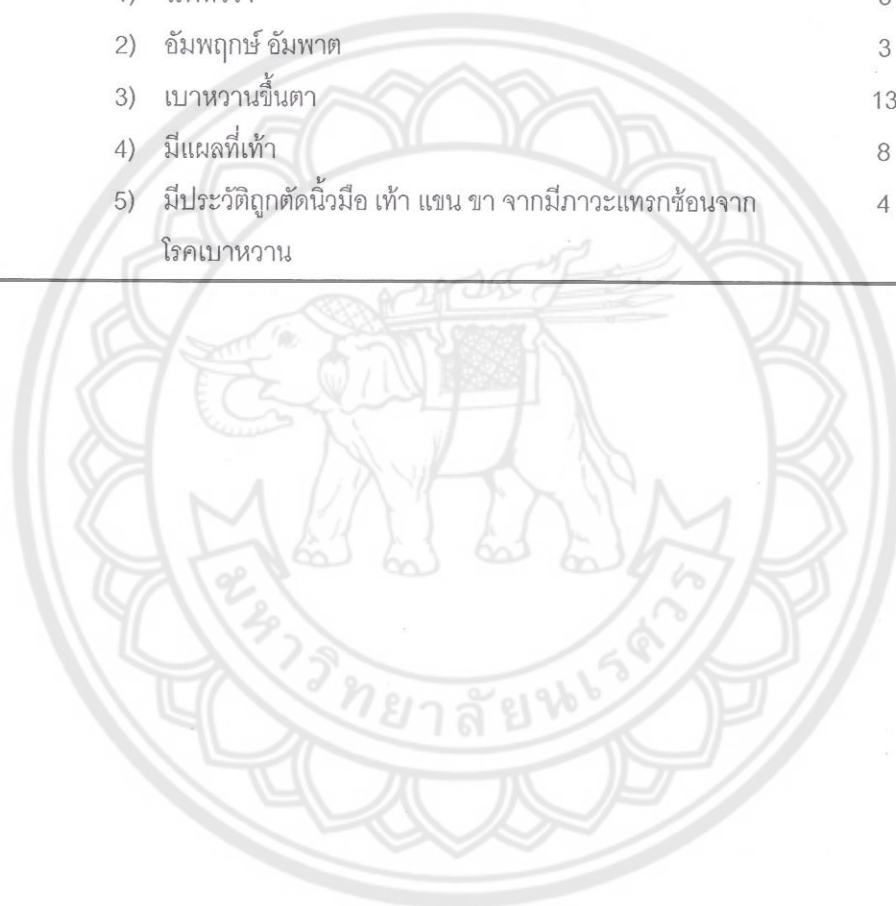 2) อัมพฤกษ์ อัมพาต 3
3) เบาหวานขึ้นตา 13
4) มีแผลที่เท้า 8
5) มีประวัติถูกตัดนิ้วมือ เท้า แขน ขา จากมีภาวะแทรกซ้อนจาก 4
โรคเบาหวาน
มหาวิทยาลัยนเรศวร